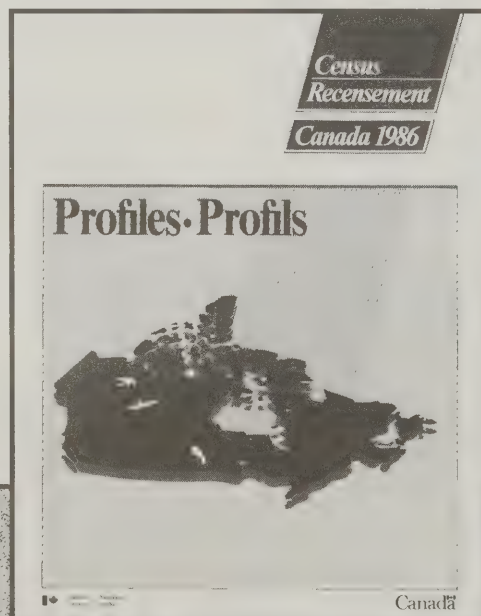 Census
Recensement
Canada 1986
Profiles • Profils
Canada